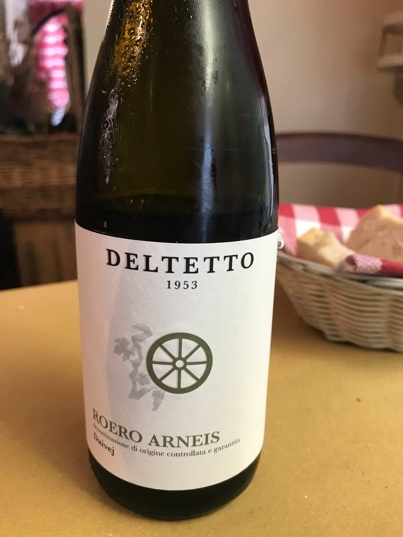 DELTETTO
1953
ROERO ARNEIS
denominazione di origine controllata e garantita
Daivej